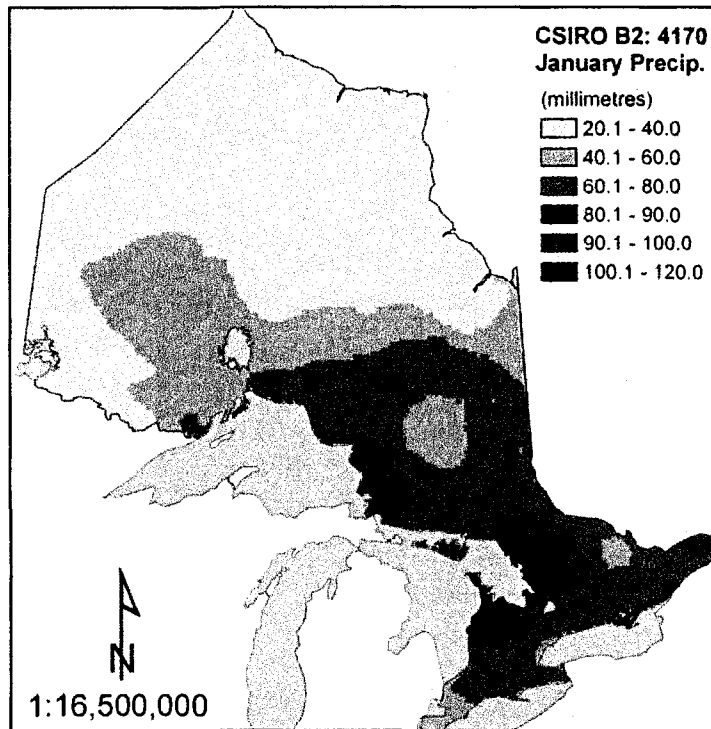 CSIRO B2: 4170
January Precip.
(millimetres)
20.1 - 40.0
40.1 - 60.0
60.1 - 80.0
80.1 - 90.0
90.1 - 100.0
100.1 - 120.0
N
1:16,500,000